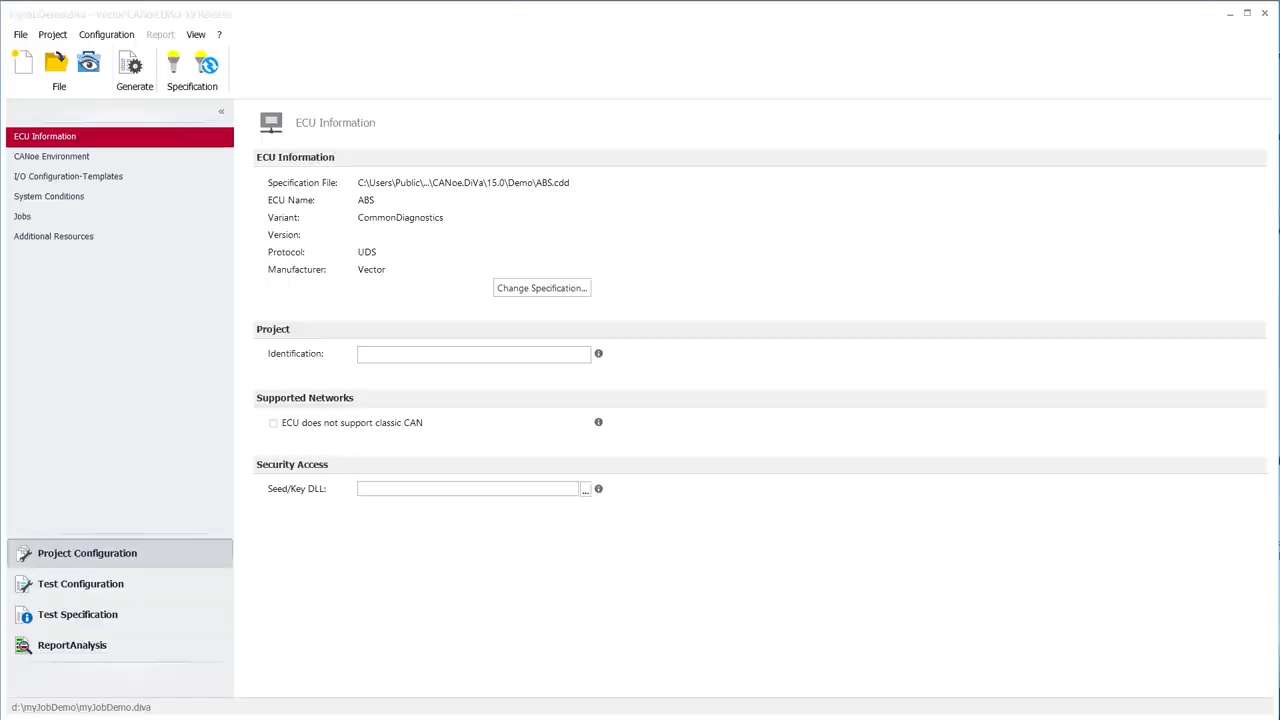 File Project Configuration Report View ?
File Generate Specification
«
ECU Information
CANoe Environment
I/O Configuration-Templates
System Conditions
Jobs
Additional Resources
Project Configuration
Test Configuration
Test Specification
ReportAnalysis
ECU Information
ECU Information
Specification File: C:\Users\Public\...\CANoe.DiVa\15.0\Demo\ABS.cdd
ECU Name: ABS
Variant: CommonDiagnostics
Version:
Protocol: UDS
Manufacturer: Vector
Change Specification...
Project
Identification:
Supported Networks
ECU does not support classic CAN
Security Access
Seed/Key DLL: ...
d:\myJobDemo\myJobDemo.diva